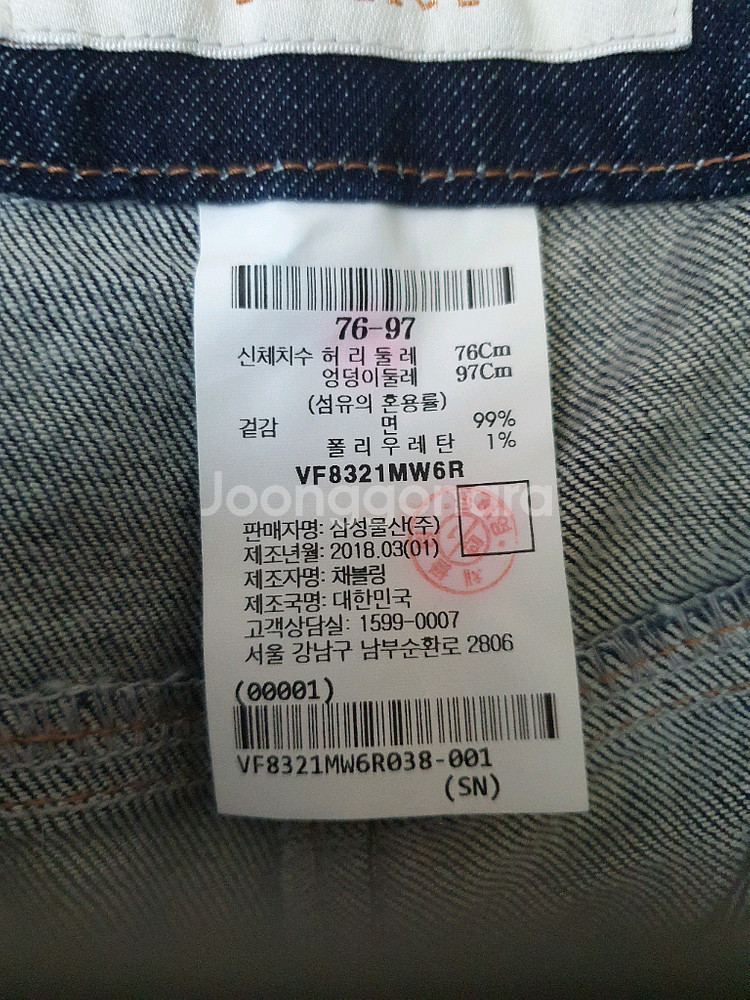 76-97
신체치수 허 리 둘 레 76Cm
엉덩이둘레 97Cm
(섬유의 혼용률)
겉감 면 99%
폴 리 우 레 탄 1%
VF8321MW6R
Joonggonara
판매자명: 삼성물산(주)
제조년월: 2018.03(01)
제조자명: 채블링
제조국명: 대한민국
고객상담실: 1599-0007
서울 강남구 남부순환로 2806
(00001)
VF8321MW6R038-001
(SN)